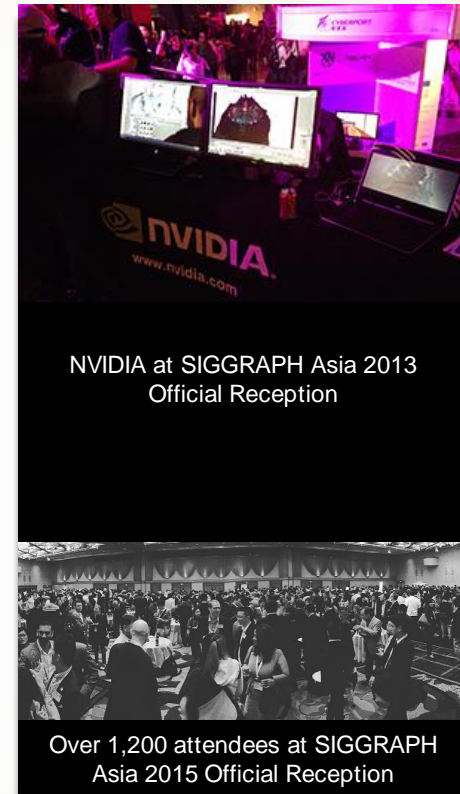 CYBERPORT
NVIDIA.
www.nvidia.com
NVIDIA at SIGGRAPH Asia 2013
Official Reception
Over 1,200 attendees at SIGGRAPH
Asia 2015 Official Reception